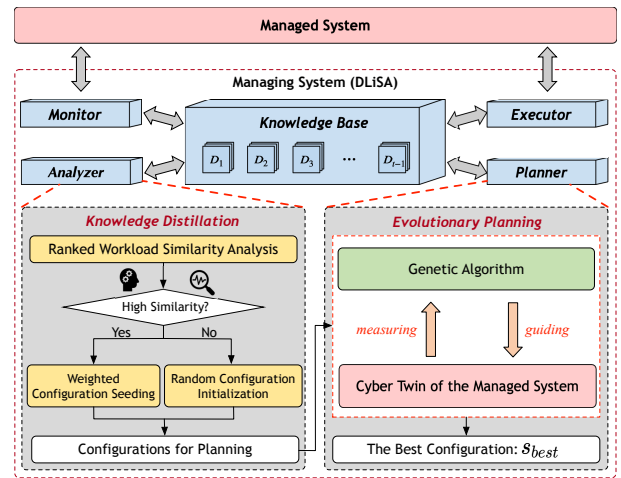 Managed System
Managing System (DLiSA)
Monitor
Knowledge Base
Executor
D1 D2 D3 ... Dt-1
Analyzer
Planner
Knowledge Distillation
Ranked Workload Similarity Analysis
High Similarity?
Yes
No
Weighted
Configuration Seeding
Random Configuration
Initialization
Configurations for Planning
Evolutionary Planning
Genetic Algorithm
measuring
guiding
Cyber Twin of the Managed System
The Best Configuration: sbest